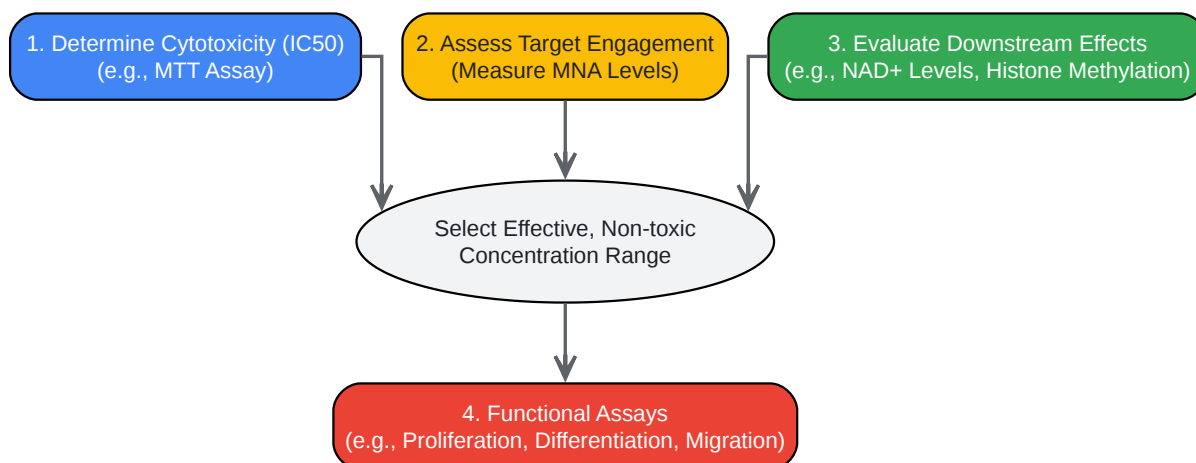 1. Determine Cytotoxicity (IC50)
(e.g., MTT Assay)
2. Assess Target Engagement
(Measure MNA Levels)
3. Evaluate Downstream Effects
(e.g., NAD+ Levels, Histone Methylation)
Select Effective, Non-toxic
Concentration Range
4. Functional Assays
(e.g., Proliferation, Differentiation, Migration)